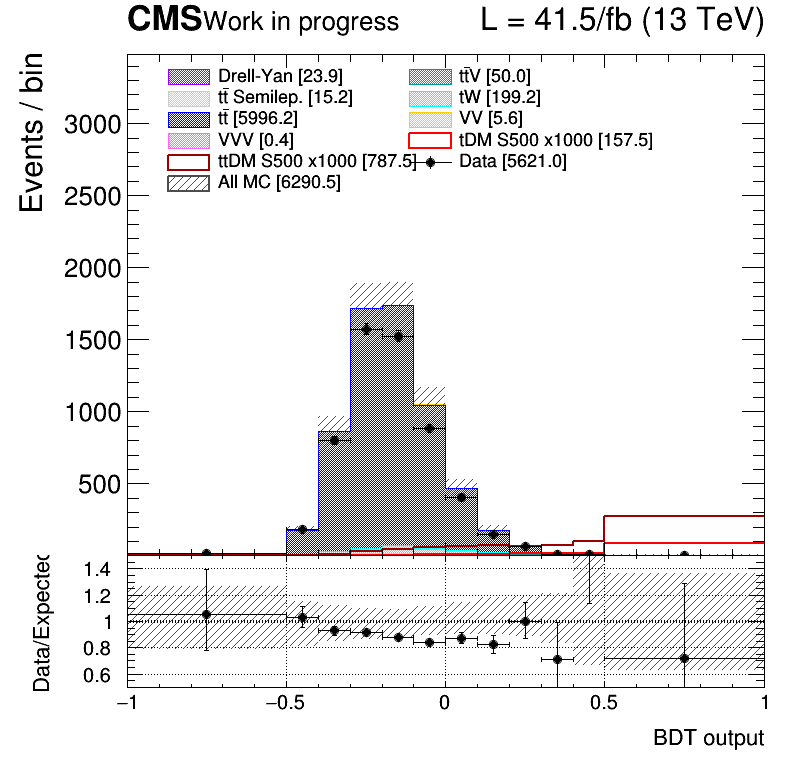 CMS Work in progress L = 41.5/fb (13 TeV)
Events / bin
Drell-Yan [23.9] tt̄V [50.0]
tt̄ Semilep. [15.2] tW [199.2]
tt̄ [5996.2] VV [5.6]
VVV [0.4] tDM S500 x1000 [157.5]
ttDM S500 x1000 [787.5] Data [5621.0]
All MC [6290.5]
3000
2500
2000
1500
1000
500
Data/Expected
1.4
1.2
1
0.8
0.6
−1 −0.5 0 0.5 1
BDT output